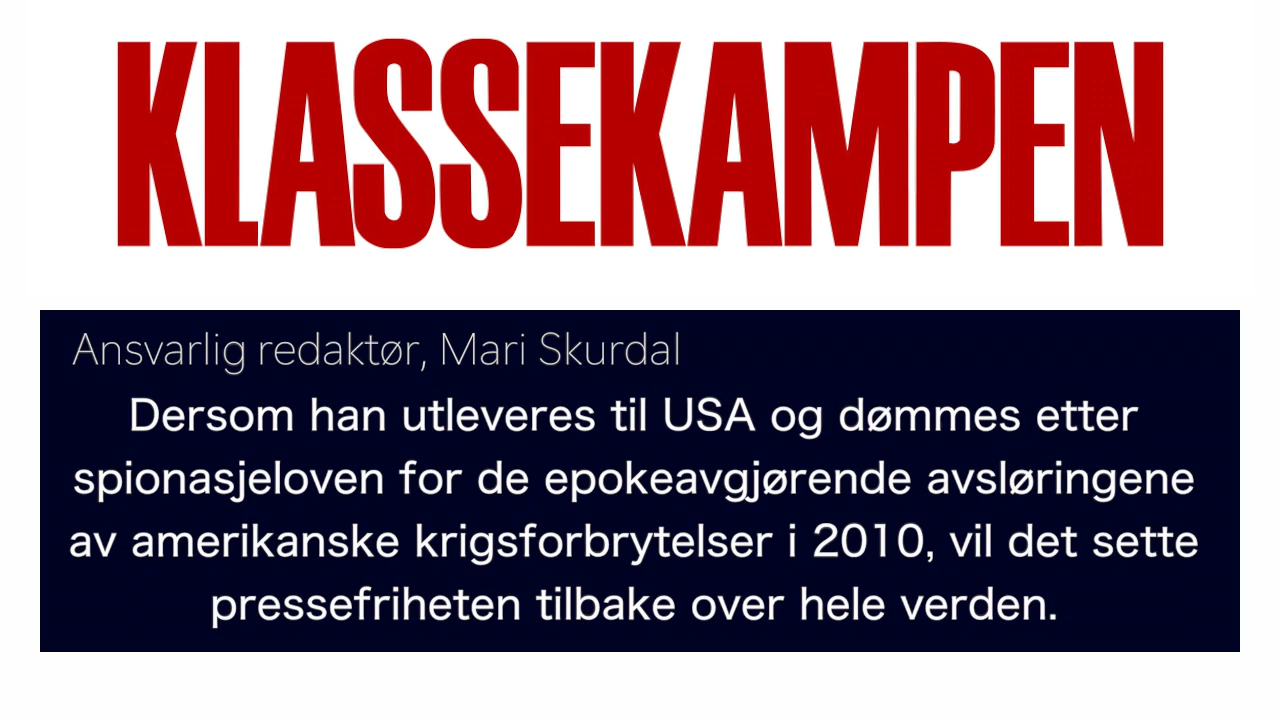 KLASSEKAMPEN
Ansvarlig redaktør, Mari Skurdal
Dersom han utleveres til USA og dømmes etter
spionasjeloven for de epokeavgjørende avsløringene
av amerikanske krigsforbrytelser i 2010, vil det sette
pressefriheten tilbake over hele verden.